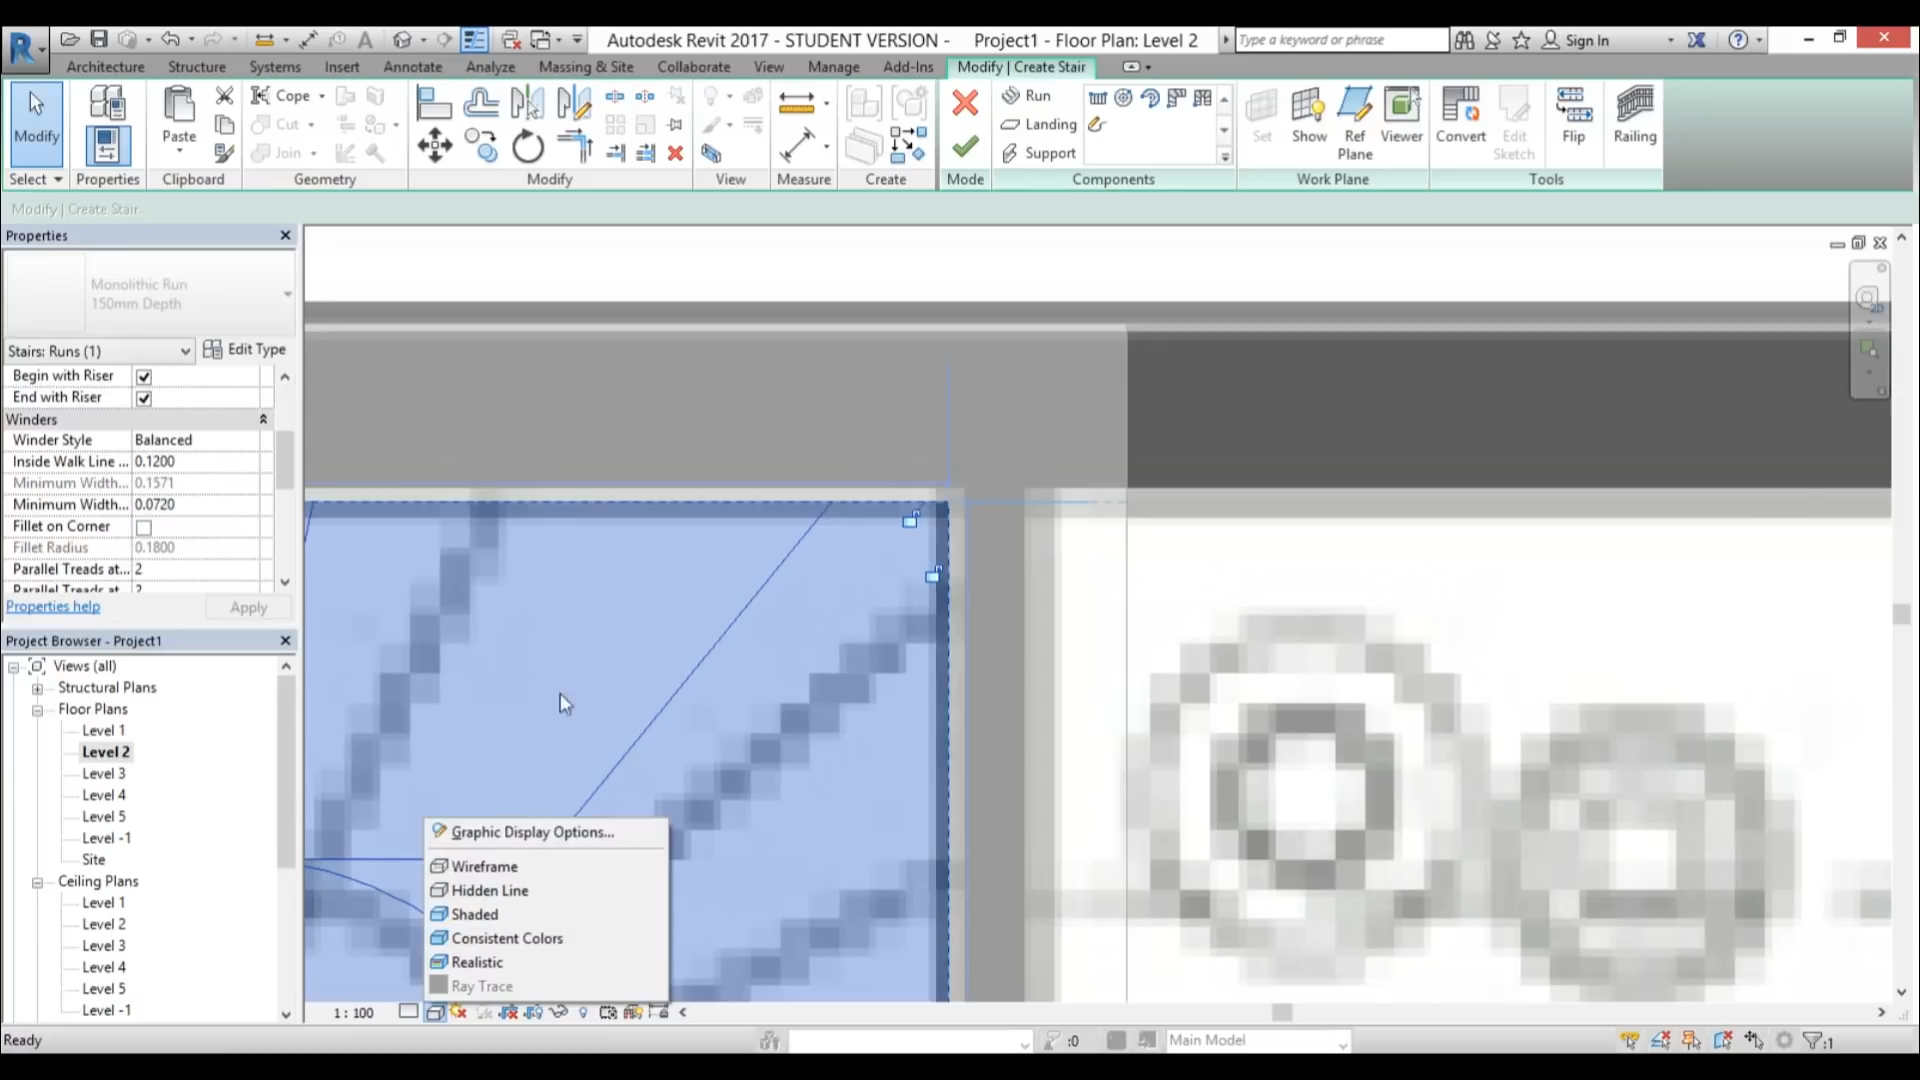 Autodesk Revit 2017 - STUDENT VERSION - Project1 - Floor Plan: Level 2
Type a keyword or phrase
Sign In
Architecture Structure Systems Insert Annotate Analyze Massing & Site Collaborate View Manage Add-Ins Modify | Create Stair
Modify
Paste
Cope
Cut
Join
Run
Landing
Support
Set
Show
Ref Plane
Viewer
Convert
Edit Sketch
Flip
Railing
Select Properties Clipboard Geometry Modify View Measure Create Mode Components Work Plane Tools
Modify | Create Stair
Properties
Monolithic Run
150mm Depth
Stairs: Runs (1) Edit Type
Begin with Riser
End with Riser
Winders
Winder Style Balanced
Inside Walk Line ... 0.1200
Minimum Width... 0.1571
Minimum Width... 0.0720
Fillet on Corner
Fillet Radius 0.1800
Parallel Treads at... 2
Parallel Treads at... 2
Properties help Apply
Project Browser - Project1
Views (all)
Structural Plans
Floor Plans
Level 1
Level 2
Level 3
Level 4
Level 5
Level -1
Site
Ceiling Plans
Level 1
Level 2
Level 3
Level 4
Level 5
Level -1
2D
Graphic Display Options...
Wireframe
Hidden Line
Shaded
Consistent Colors
Realistic
Ray Trace
1 : 100
Ready
:0
Main Model
:1